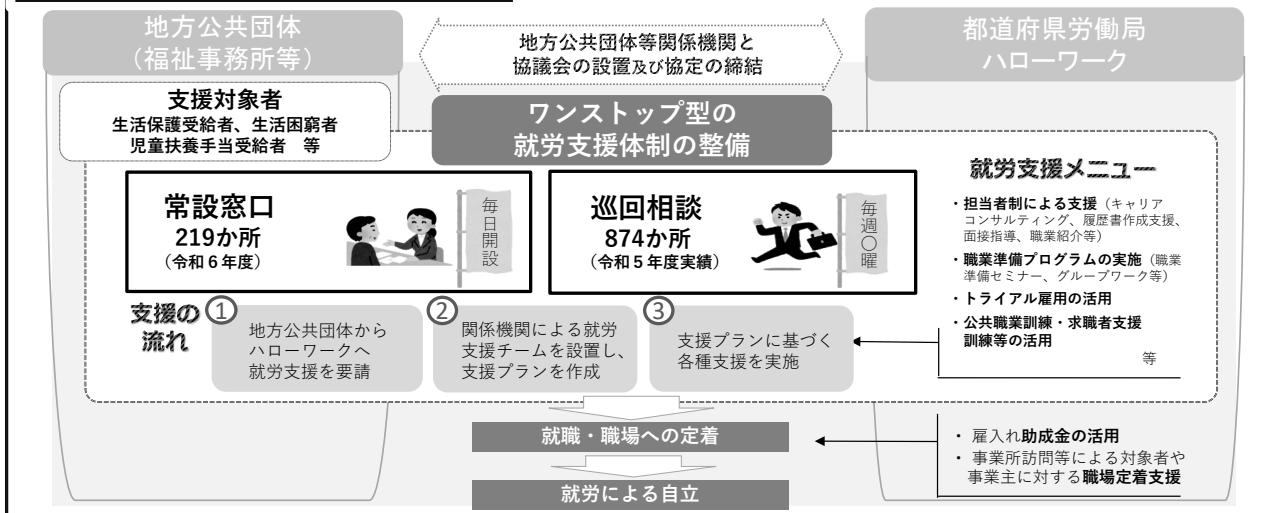 地方公共団体
（福祉事務所等）
地方公共団体等関係機関と
協議会の設置及び協定の締結
都道府県労働局
ハローワーク
支援対象者
生活保護受給者、生活困窮者
児童扶養手当受給者　等
ワンストップ型の
就労支援体制の整備
常設窓口
219か所
（令和６年度）
毎日開設
巡回相談
874か所
（令和５年度実績）
毎週〇曜
就労支援メニュー
・担当者制による支援（キャリア
コンサルティング、履歴書作成支援、
面接指導、職業紹介等）
・職業準備プログラムの実施（職業
準備セミナー、グループワーク等）
・トライアル雇用の活用
・公共職業訓練・求職者支援
訓練等の活用
等
支援の
流れ
①
地方公共団体から
ハローワークへ
就労支援を要請
②
関係機関による就労
支援チームを設置し、
支援プランを作成
③
支援プランに基づく
各種支援を実施
就職・職場への定着
・ 雇入れ助成金の活用
・ 事業所訪問等による対象者や
事業主に対する職場定着支援
就労による自立